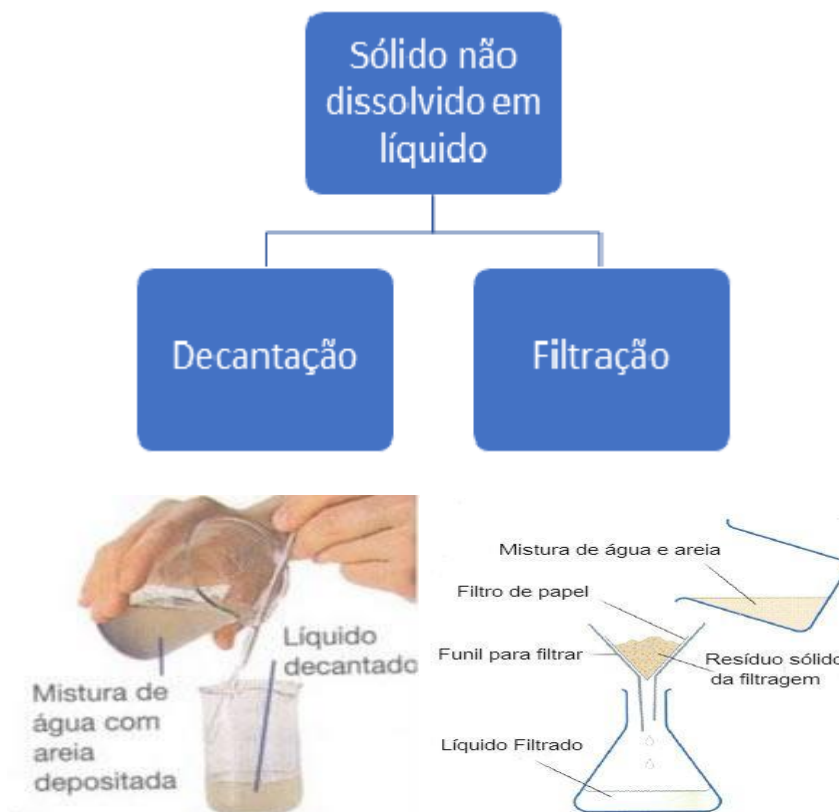 Sólido não
dissolvido em
líquido
Decantação
Filtração
Líquido
decantado
Mistura de
água com
areia
depositada
Mistura de água e areia
Filtro de papel
Funil para filtrar
Resíduo sólido
da filtragem
Líquido Filtrado